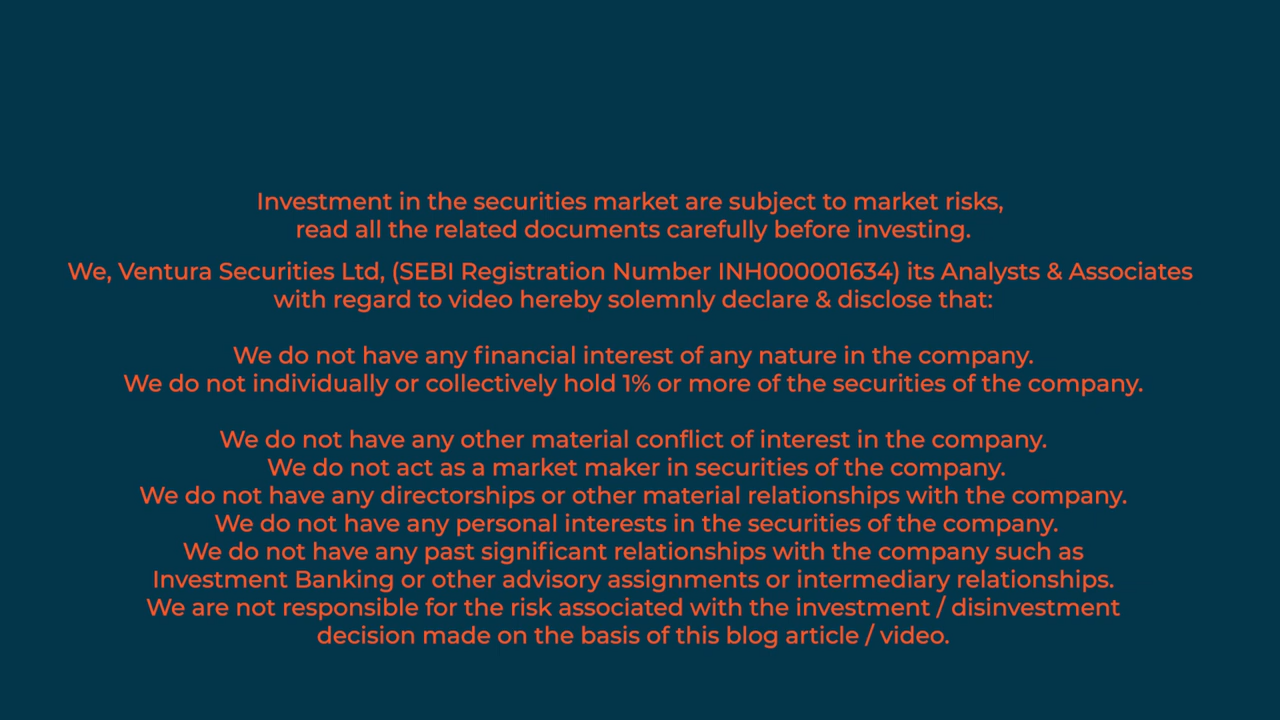 Investment in the securities market are subject to market risks,
read all the related documents carefully before investing.
We, Ventura Securities Ltd, (SEBI Registration Number INH000001634) its Analysts & Associates
with regard to video hereby solemnly declare & disclose that:
We do not have any financial interest of any nature in the company.
We do not individually or collectively hold 1% or more of the securities of the company.
We do not have any other material conflict of interest in the company.
We do not act as a market maker in securities of the company.
We do not have any directorships or other material relationships with the company.
We do not have any personal interests in the securities of the company.
We do not have any past significant relationships with the company such as
Investment Banking or other advisory assignments or intermediary relationships.
We are not responsible for the risk associated with the investment / disinvestment
decision made on the basis of this blog article / video.